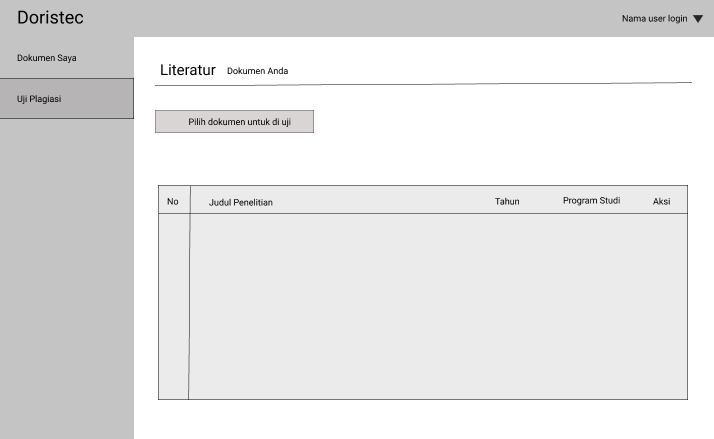 Doristec
Nama user login
Dokumen Saya
Uji Plagiasi
Literatur Dokumen Anda
Pilih dokumen untuk di uji
No Judul Penelitian Tahun Program Studi Aksi